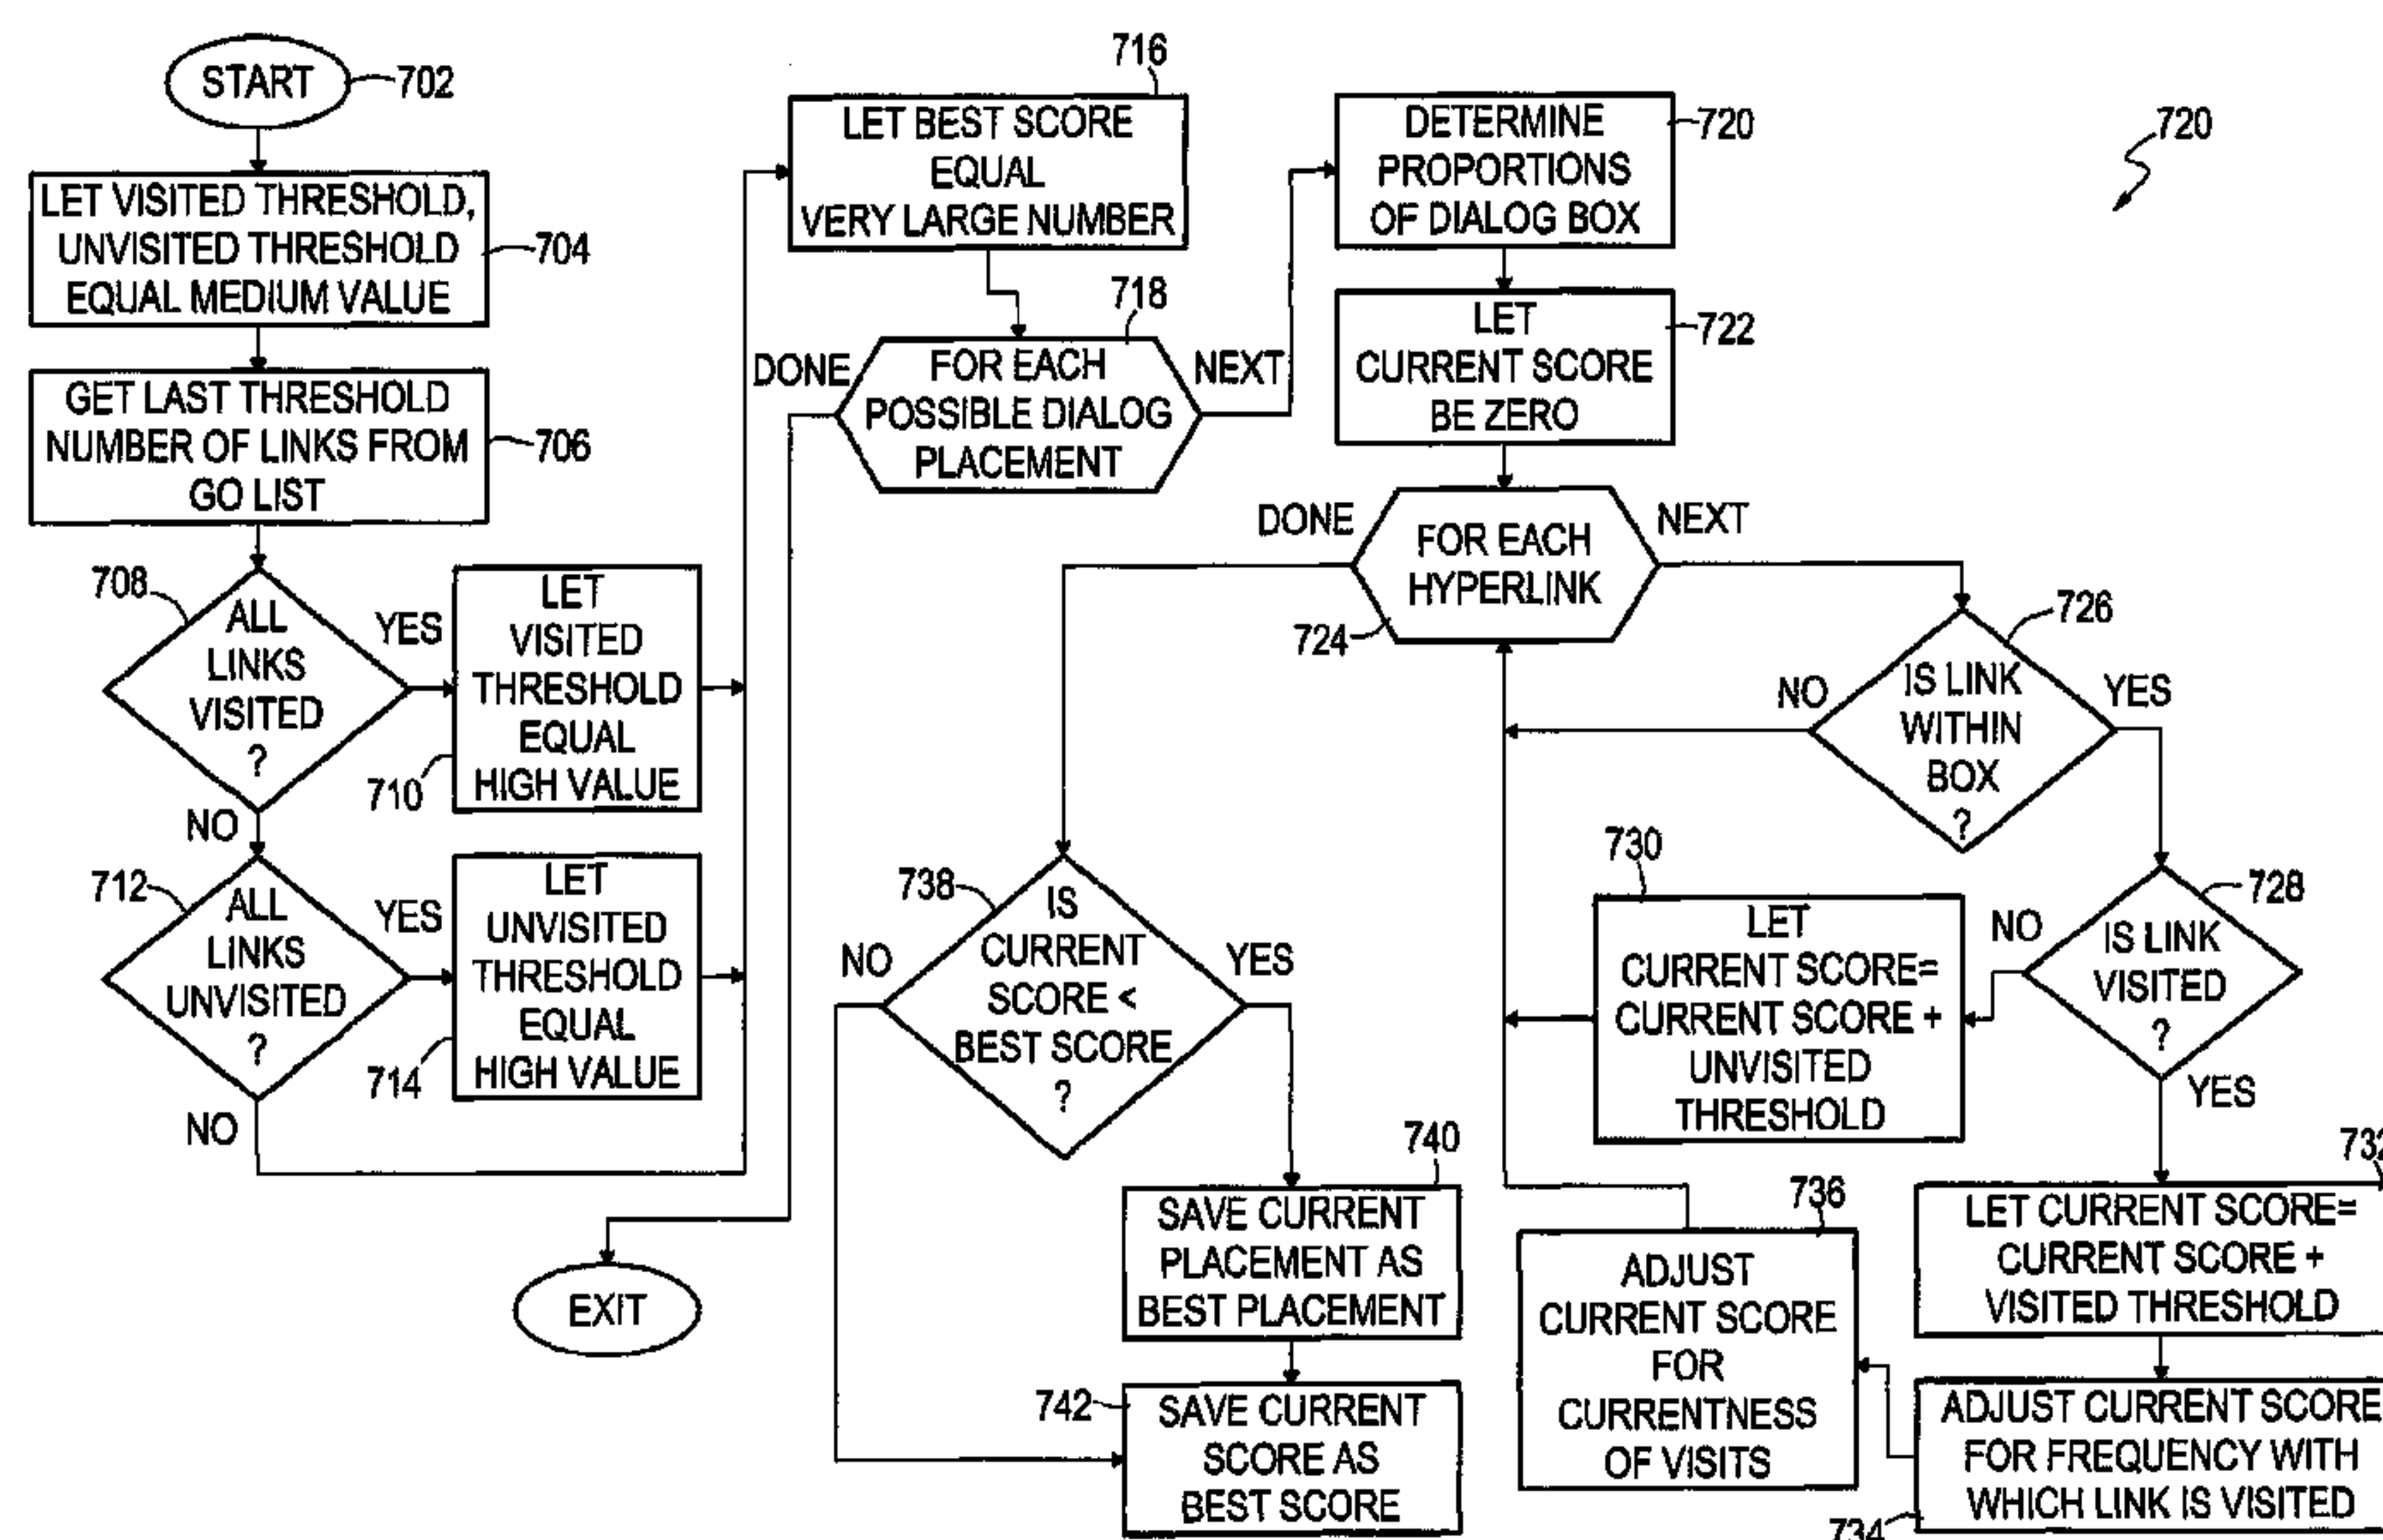 START
702
LET VISITED THRESHOLD,
UNVISITED THRESHOLD
EQUAL MEDIUM VALUE
704
GET LAST THRESHOLD
NUMBER OF LINKS FROM
GO LIST
706
708
ALL
LINKS
VISITED
?
YES
NO
LET
VISITED
THRESHOLD
EQUAL
HIGH VALUE
710
712
ALL
LINKS
UNVISITED
?
YES
NO
LET
UNVISITED
THRESHOLD
EQUAL
HIGH VALUE
714
716
LET BEST SCORE
EQUAL
VERY LARGE NUMBER
718
DONE
FOR EACH
POSSIBLE DIALOG
PLACEMENT
NEXT
EXIT
DETERMINE
PROPORTIONS
OF DIALOG BOX
720
720
LET
CURRENT SCORE
BE ZERO
722
DONE
FOR EACH
HYPERLINK
NEXT
724
726
NO
IS LINK
WITHIN
BOX
?
YES
728
NO
IS LINK
VISITED
?
YES
730
LET
CURRENT SCORE=
CURRENT SCORE +
UNVISITED
THRESHOLD
732
LET CURRENT SCORE=
CURRENT SCORE +
VISITED THRESHOLD
ADJUST CURRENT SCORE
FOR FREQUENCY WITH
WHICH LINK IS VISITED
734
736
ADJUST
CURRENT SCORE
FOR
CURRENTNESS
OF VISITS
738
NO
IS
CURRENT
SCORE <
BEST SCORE
?
YES
740
SAVE CURRENT
PLACEMENT AS
BEST PLACEMENT
742
SAVE CURRENT
SCORE AS
BEST SCORE